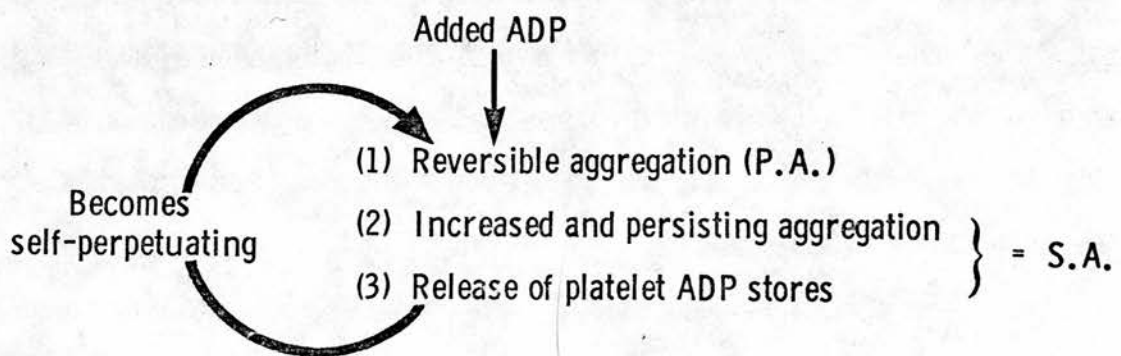 Added ADP
(1) Reversible aggregation (P.A.)
Becomes
self-perpetuating
(2) Increased and persisting aggregation
(3) Release of platelet ADP stores
} = S.A.